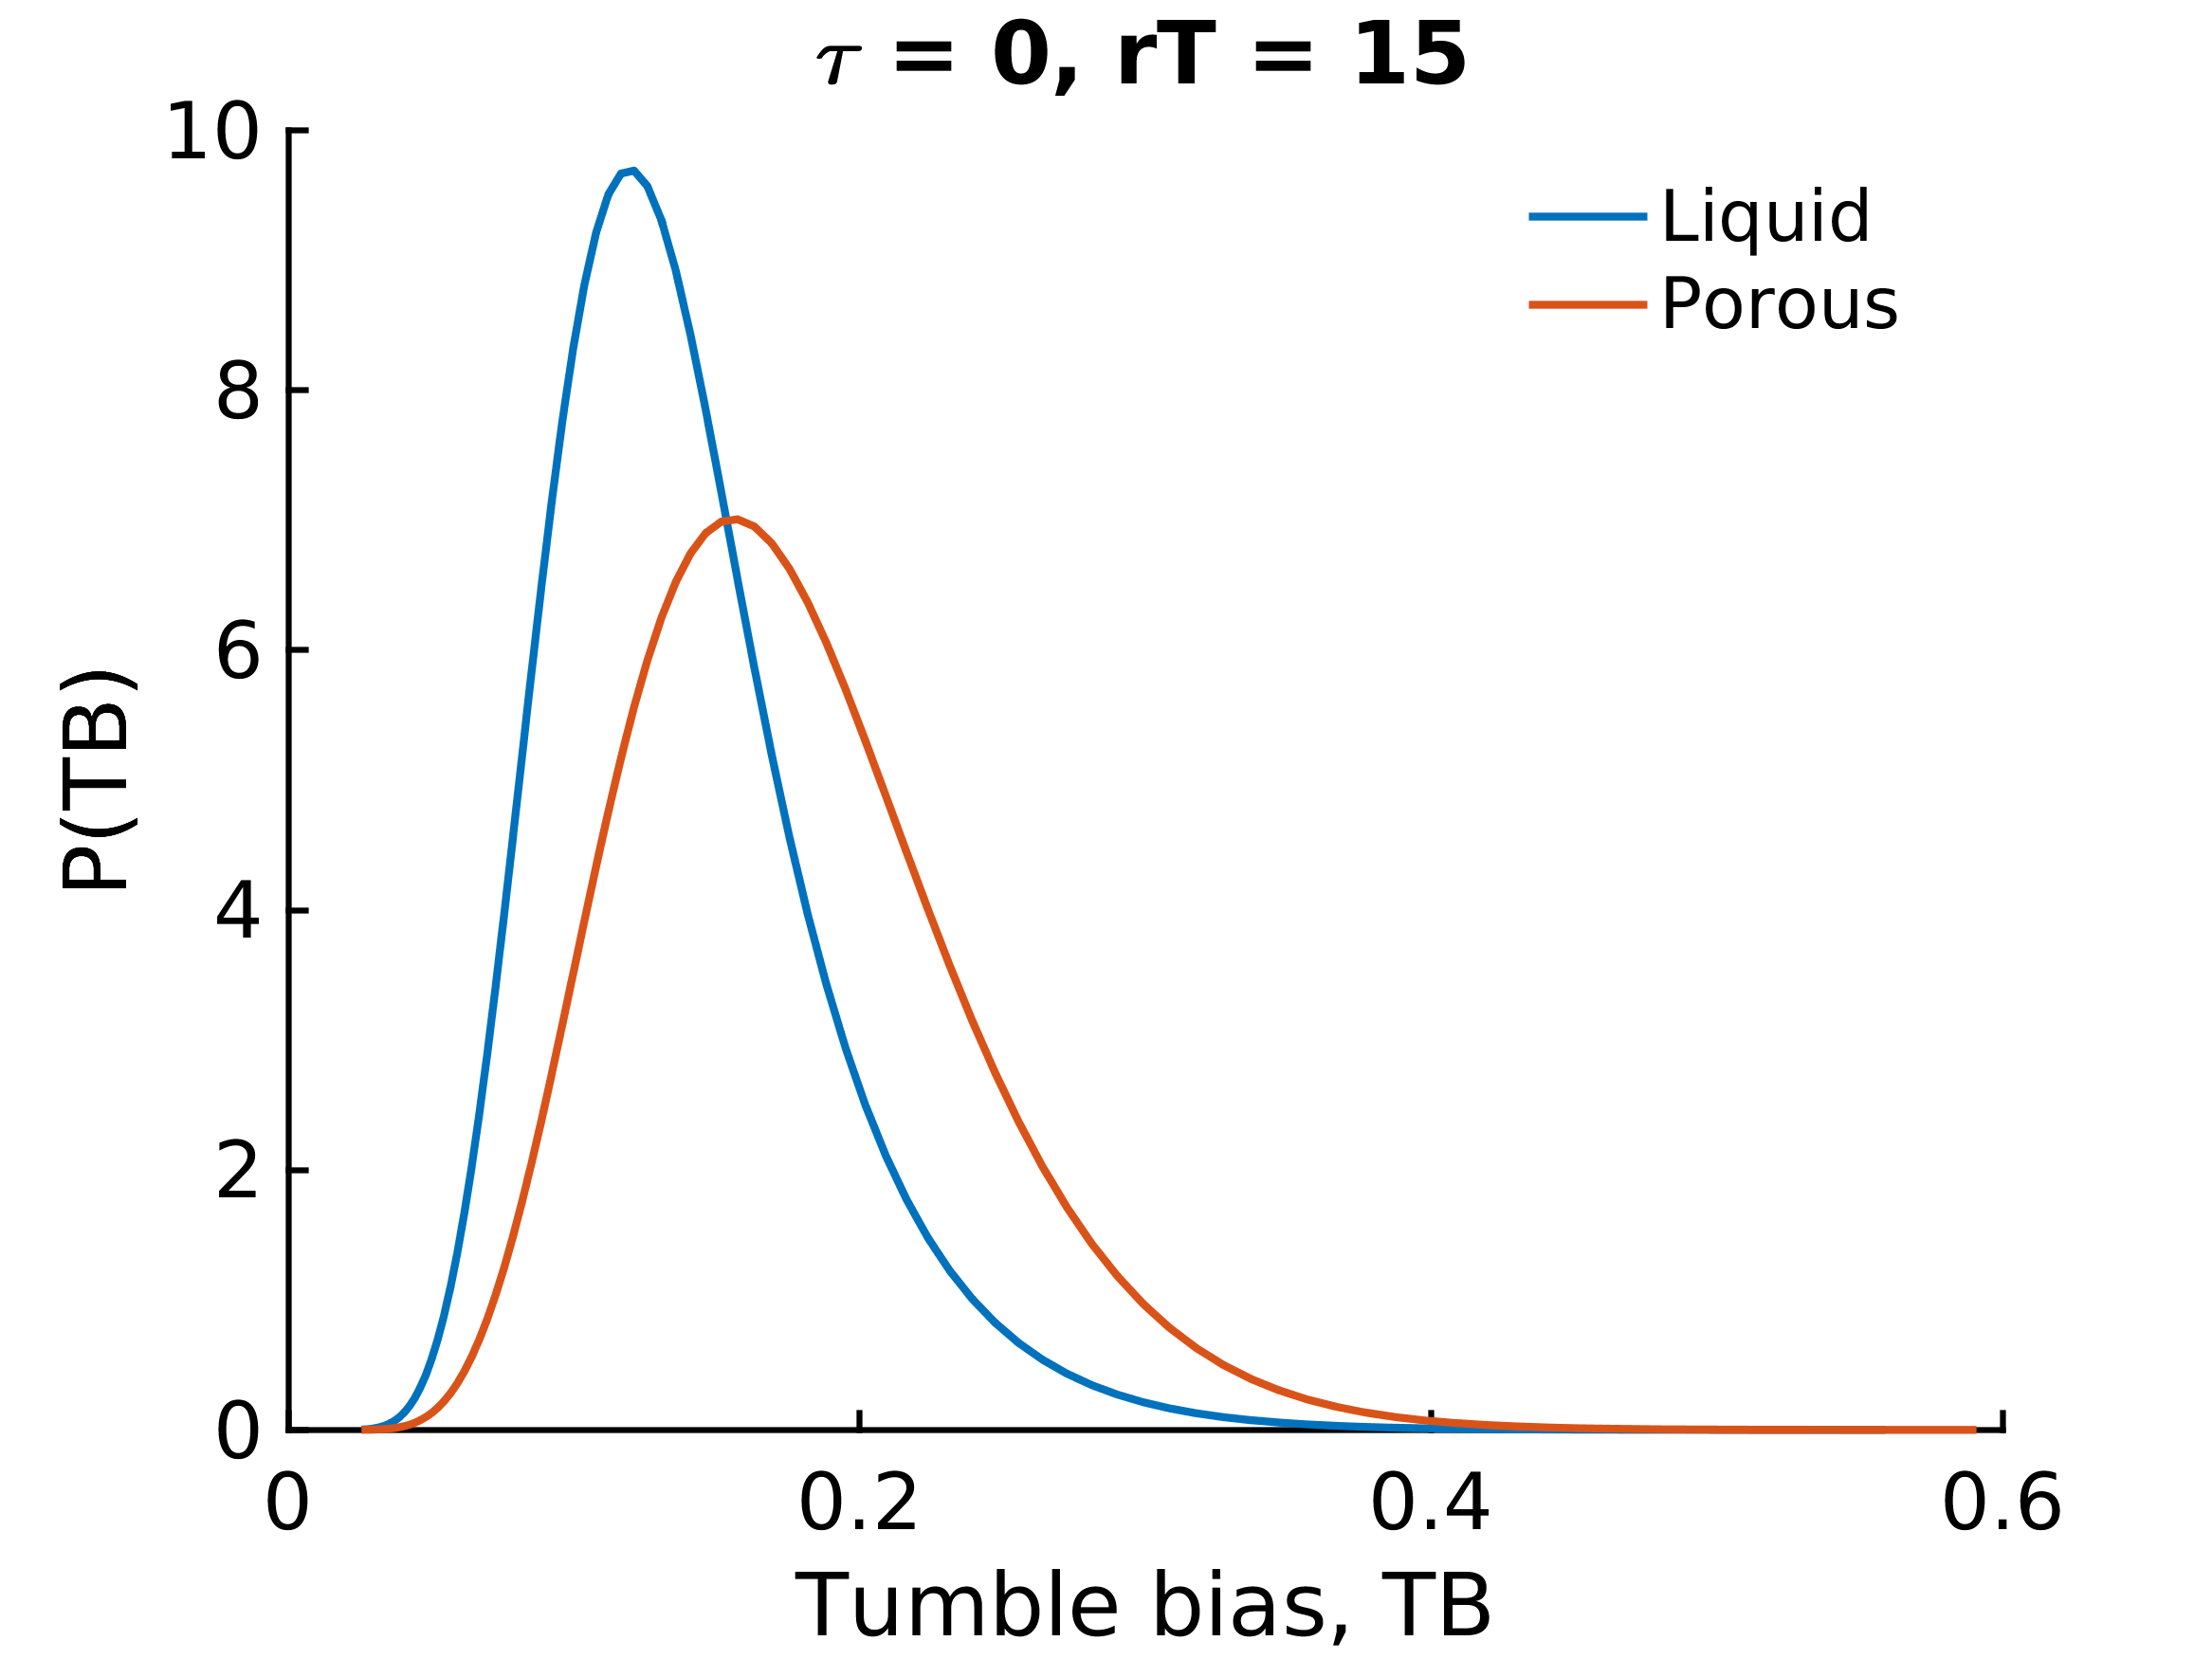 τ = 0, rT = 15
Liquid
Porous
P(TB)
10
8
6
4
2
0
0 0.2 0.4 0.6
Tumble bias, TB